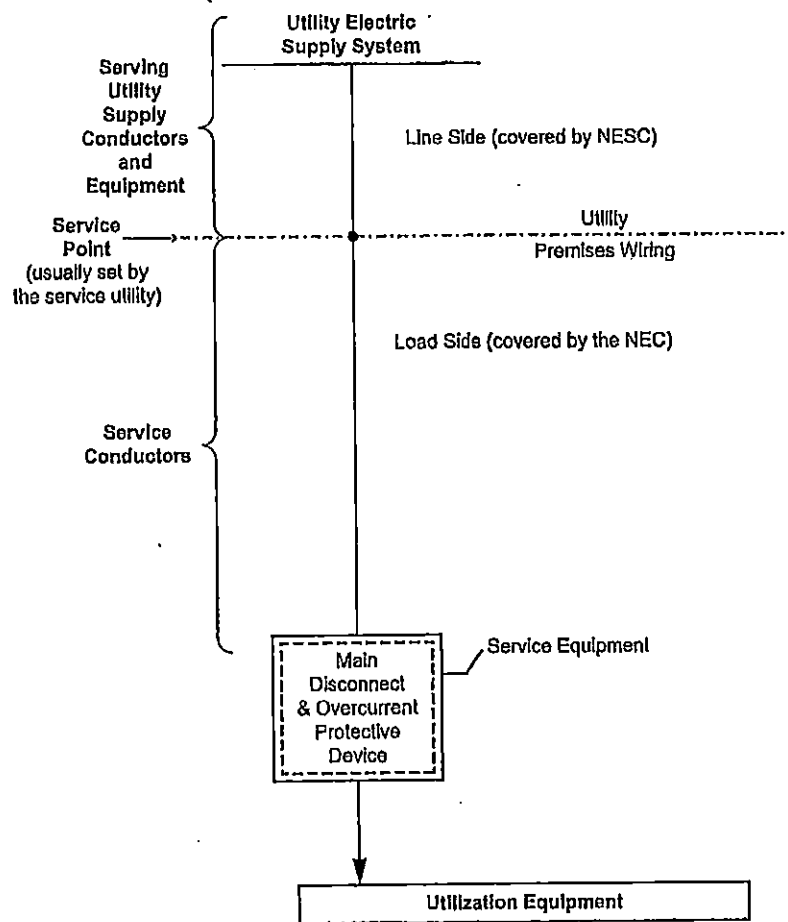 Utility Electric
Supply System
Serving
Utility
Supply
Conductors
and
Equipment
Line Side (covered by NESC)
Service
Point
(usually set by
the service utility)
Utility
Premises Wiring
Load Side (covered by the NEC)
Service
Conductors
Main
Disconnect
& Overcurrent
Protective
Device
Service Equipment
Utilization Equipment